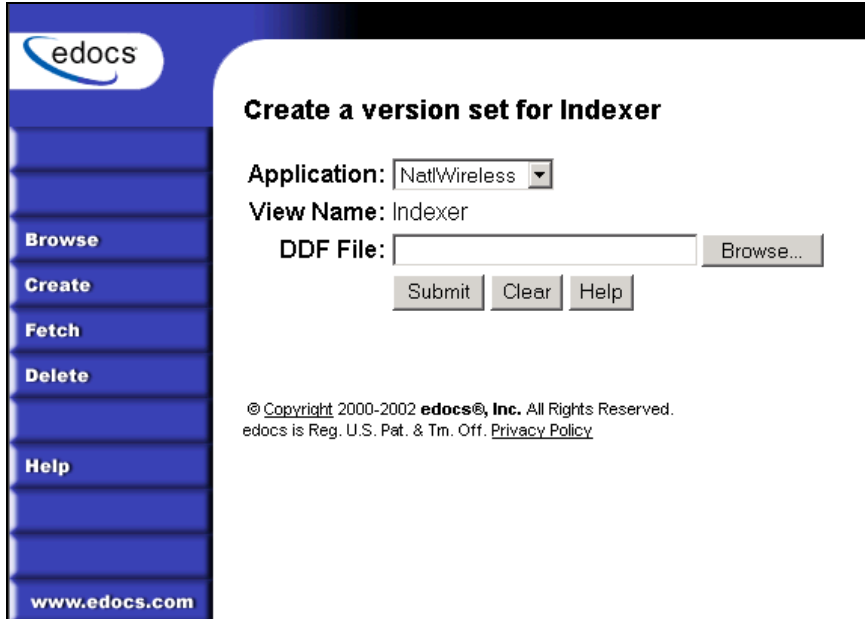 edocs
Create a version set for Indexer
Application: NatlWireless
View Name: Indexer
DDF File: Browse...
Submit Clear Help
Browse
Create
Fetch
Delete
Help
www.edocs.com
© Copyright 2000-2002 edocs®, Inc. All Rights Reserved.
edocs is Reg. U.S. Pat. & Tm. Off. Privacy Policy